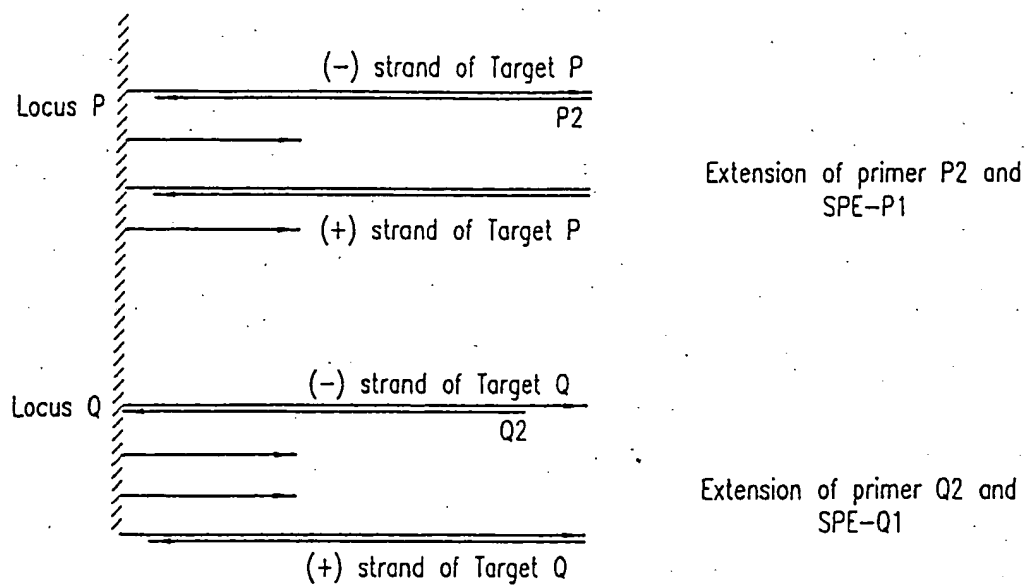 (-) strand of Target P
Locus P
P2
Extension of primer P2 and
SPE-P1
(+) strand of Target P
(-) strand of Target Q
Locus Q
Q2
Extension of primer Q2 and
SPE-Q1
(+) strand of Target Q